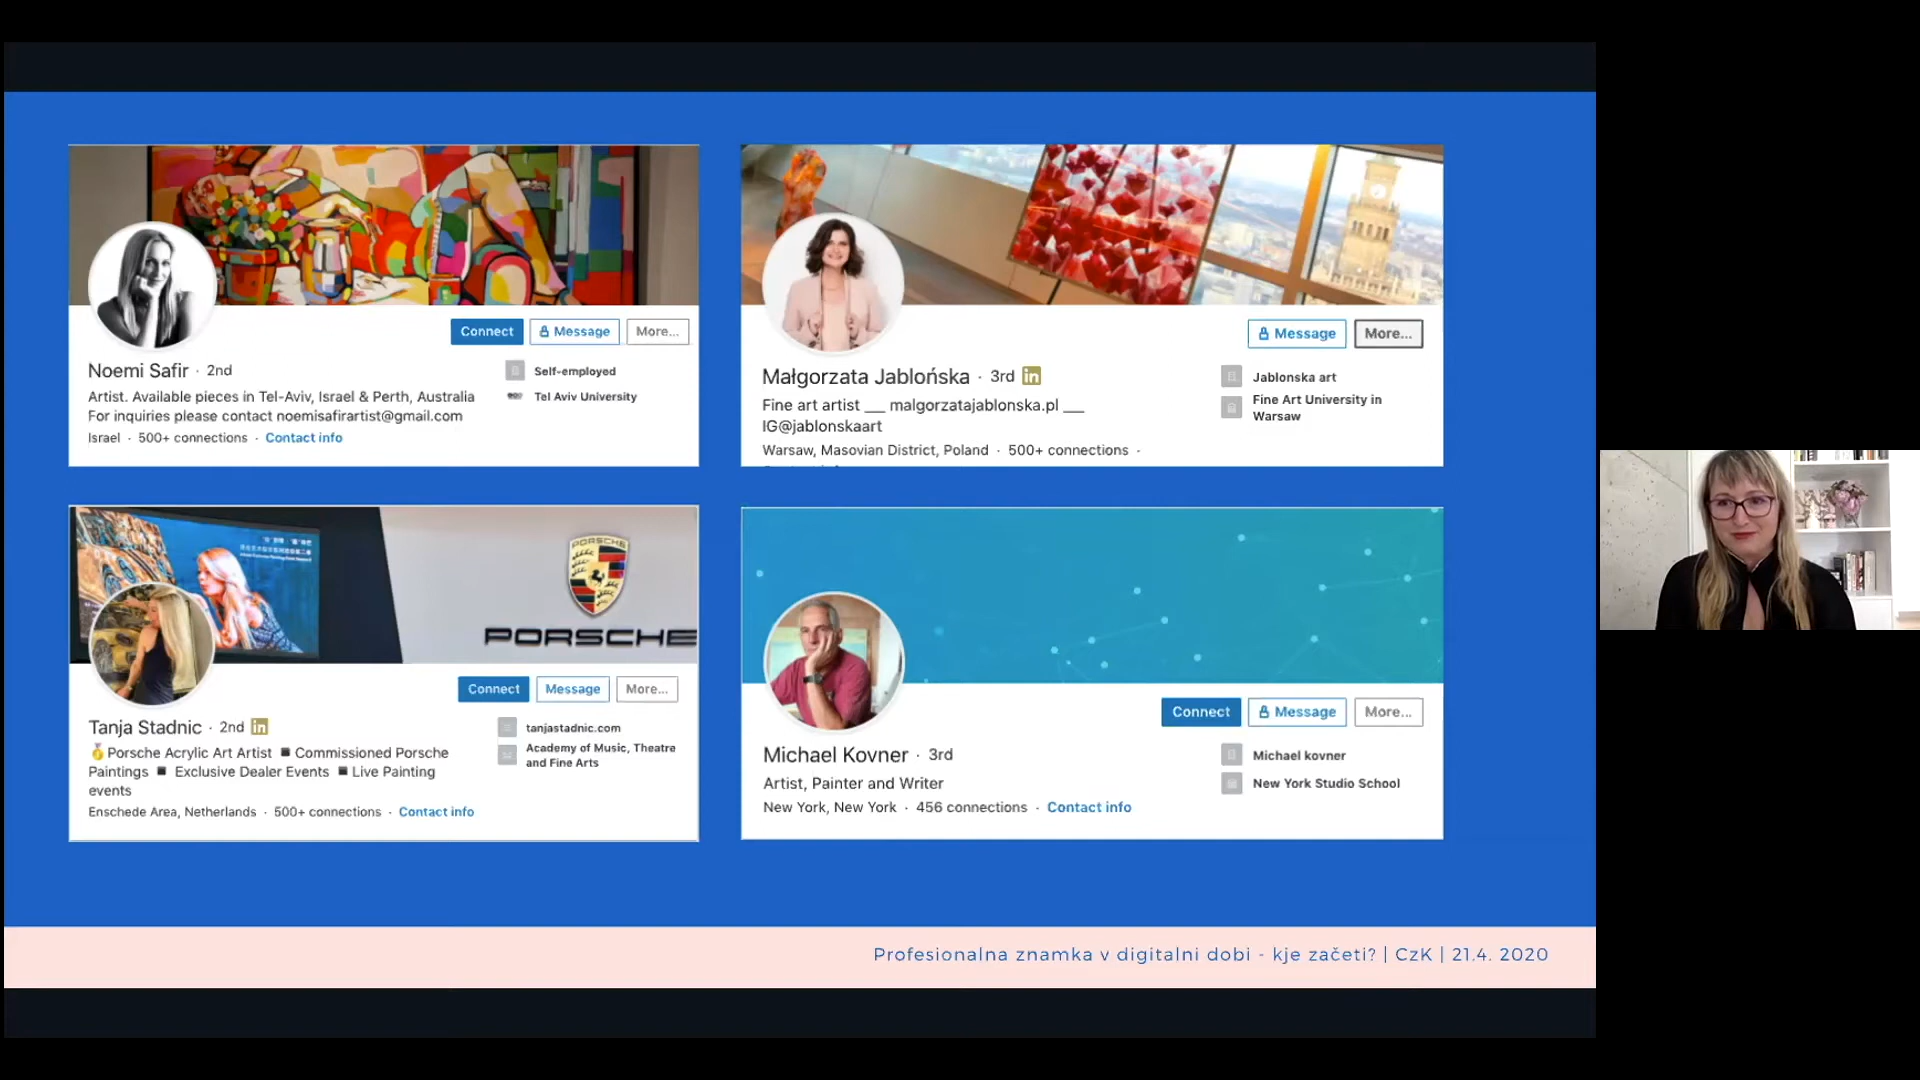 Connect
Message
More...
Noemi Safir · 2nd
Artist. Available pieces in Tel-Aviv, Israel & Perth, Australia
For inquiries please contact noemisafirartist@gmail.com
Israel · 500+ connections · Contact info
Self-employed
Tel Aviv University
Message
More...
Małgorzata Jablońska · 3rd in
Fine art artist ___ malgorzatajablonska.pl ___
IG@jablonskaart
Warsaw, Masovian District, Poland · 500+ connections ·
Jablonska art
Fine Art University in
Warsaw
PORSCHE
PORSCHE
Connect
Message
More...
Tanja Stadnic · 2nd in
🏅Porsche Acrylic Art Artist ◾ Commissioned Porsche
Paintings ◾ Exclusive Dealer Events ◾ Live Painting
events
Enschede Area, Netherlands · 500+ connections · Contact info
tanjastadnic.com
Academy of Music, Theatre
and Fine Arts
Connect
Message
More...
Michael Kovner · 3rd
Artist, Painter and Writer
New York, New York · 456 connections · Contact info
Michael kovner
New York Studio School
Profesionalna znamka v digitalni dobi - kje začeti? | CzK | 21.4. 2020